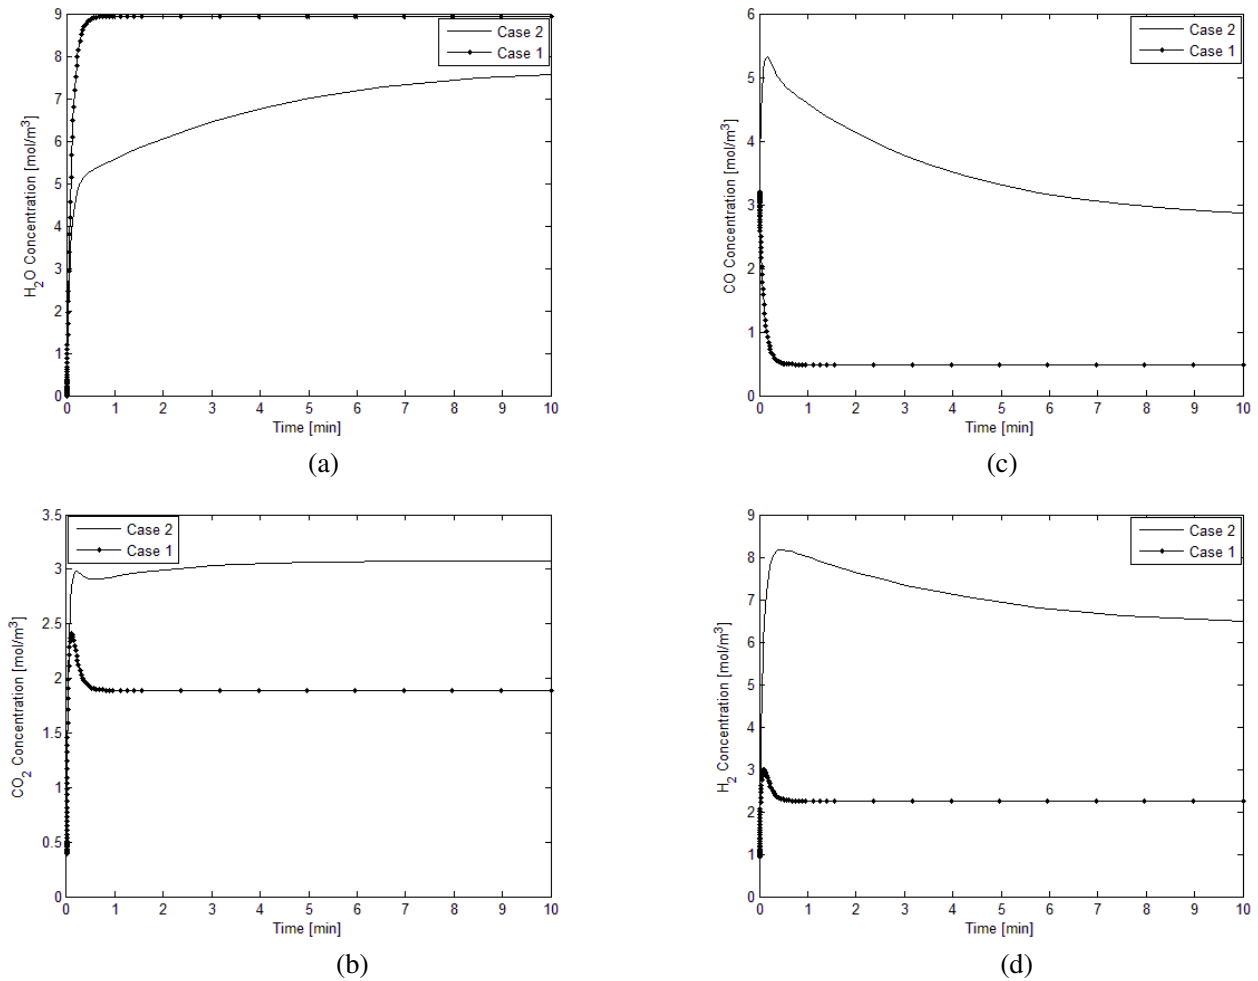 H2O Concentration [mol/m3]
9
8
7
6
5
4
3
2
1
0
Case 2
Case 1
0 1 2 3 4 5 6 7 8 9 10
Time [min]
(a)
CO Concentration [mol/m3]
6
5
4
3
2
1
0
Case 2
Case 1
0 1 2 3 4 5 6 7 8 9 10
Time [min]
(c)
CO2 Concentration [mol/m3]
3.5
3
2.5
2
1.5
1
0.5
0
Case 2
Case 1
0 1 2 3 4 5 6 7 8 9 10
Time [min]
(b)
H2 Concentration [mol/m3]
9
8
7
6
5
4
3
2
1
0
Case 2
Case 1
0 1 2 3 4 5 6 7 8 9 10
Time [min]
(d)